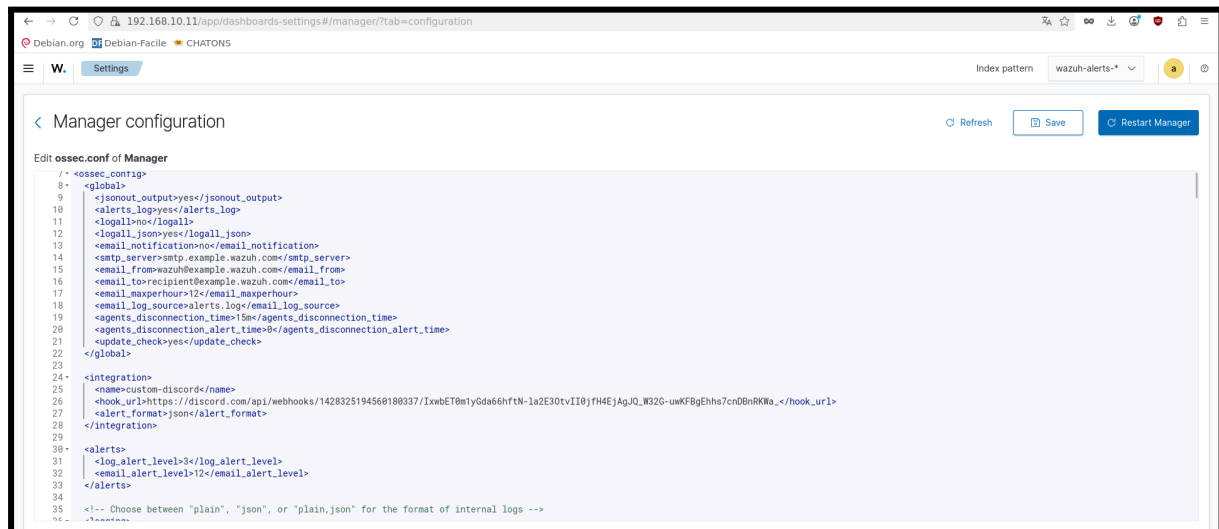 192.168.10.11/app/dashboards-settings#/manager/?tab=configuration
Debian.org Debian-Facile CHATONS
W. Settings Index pattern wazuh-alerts-* a
Manager configuration Refresh Save Restart Manager
Edit ossec.conf of Manager
7 <ossec_config>
8 <global>
9 <jsonout_output>yes</jsonout_output>
10 <alerts_log>yes</alerts_log>
11 <logall>no</logall>
12 <logall_json>yes</logall_json>
13 <email_notification>no</email_notification>
14 <smtp_server>smtp.example.wazuh.com</smtp_server>
15 <email_from>wazuh@example.wazuh.com</email_from>
16 <email_to>recipient@example.wazuh.com</email_to>
17 <email_maxperhour>12</email_maxperhour>
18 <email_log_source>alerts.log</email_log_source>
19 <agents_disconnection_time>15m</agents_disconnection_time>
20 <agents_disconnection_alert_time>0</agents_disconnection_alert_time>
21 <update_check>yes</update_check>
22 </global>
23
24 <integration>
25 <name>custom-discord</name>
26 <hook_url>https://discord.com/api/webhooks/1428325194560180337/IxwbET0m1yGda66hftN-la2E3OtvII0jfH4EjAgJQ_W32G-uwKFBgEhhs7cnDBnRKWa_</hook_url>
27 <alert_format>json</alert_format>
28 </integration>
29
30 <alerts>
31 <log_alert_level>3</log_alert_level>
32 <email_alert_level>12</email_alert_level>
33 </alerts>
34
35 <!-- Choose between "plain", "json", or "plain,json" for the format of internal logs -->
36 <logging>